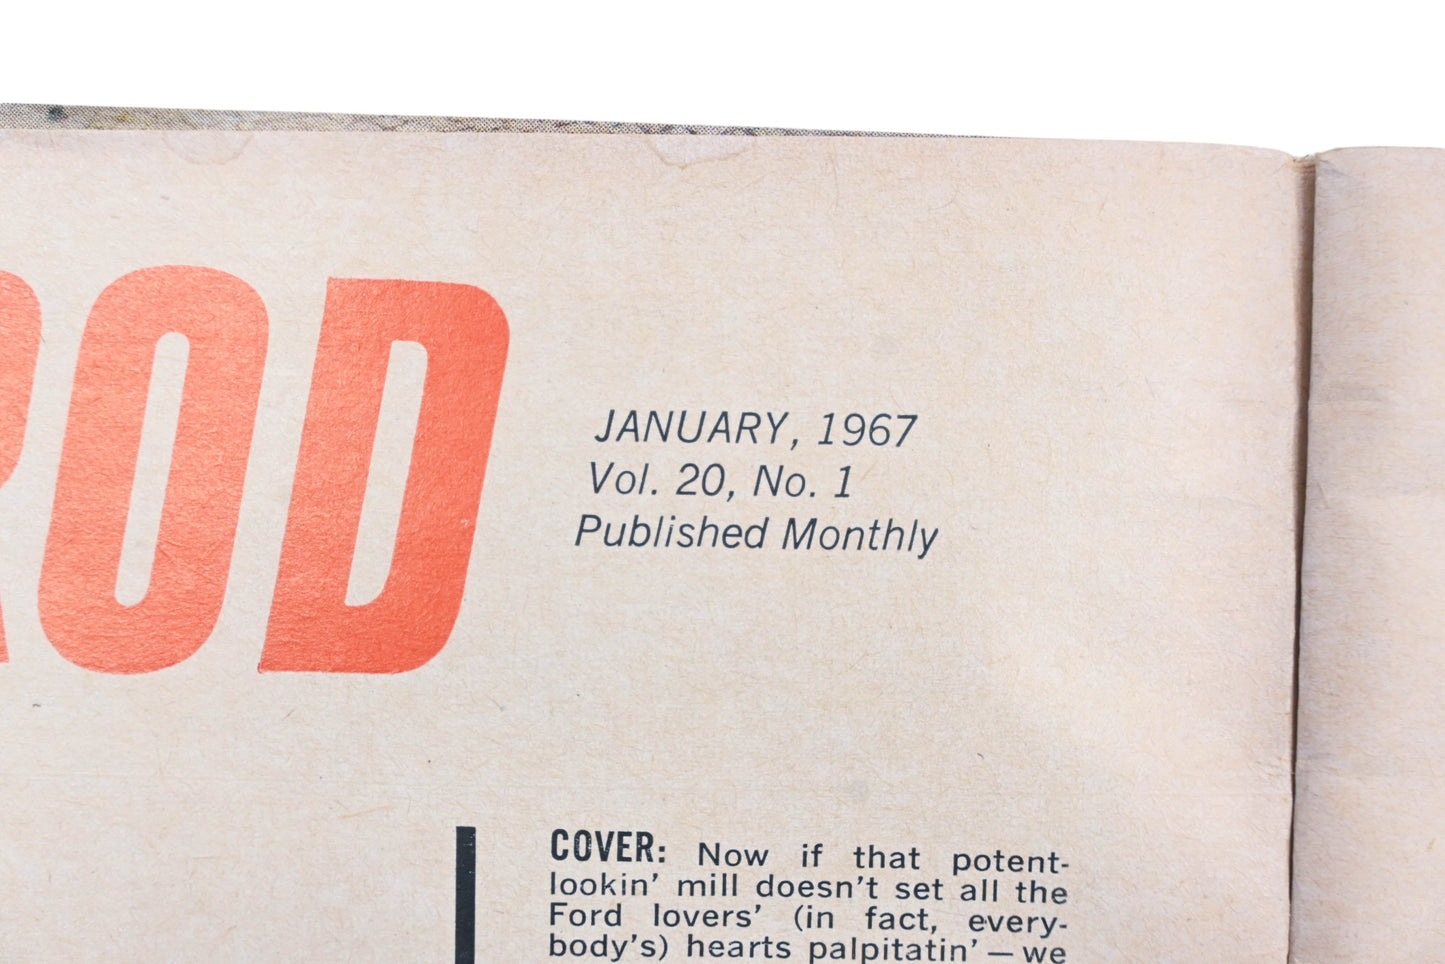 ROD
JANUARY, 1967
Vol. 20, No. 1
Published Monthly
COVER: Now if that potent-
lookin' mill doesn't set all the
Ford lovers' (in fact, every-
body's) hearts palpitatin' — we